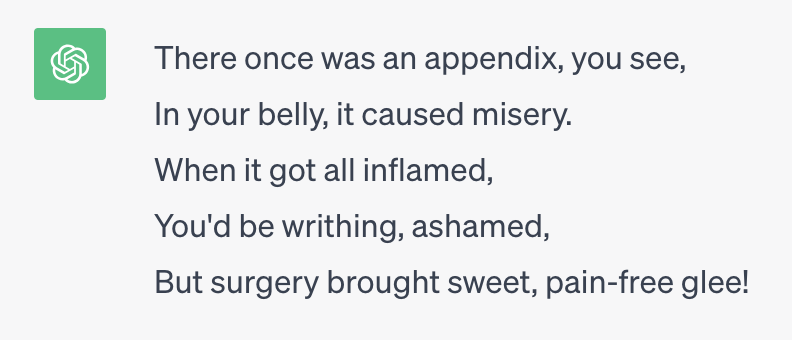 There once was an appendix, you see,
In your belly, it caused misery.
When it got all inflamed,
You'd be writhing, ashamed,
But surgery brought sweet, pain-free glee!